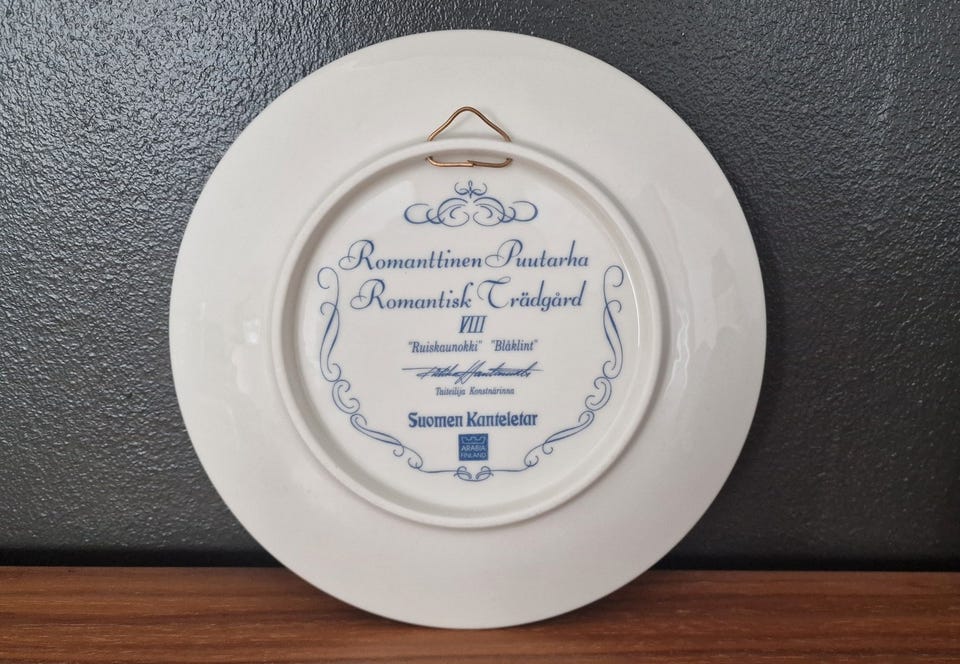 Romanttinen Puutarha
Romantisk Trädgård
VIII
"Ruiskaunokki" "Blåklint"
Taiteilija Konstnärinna
Suomen Kanteletar
ARABIA
FINLAND